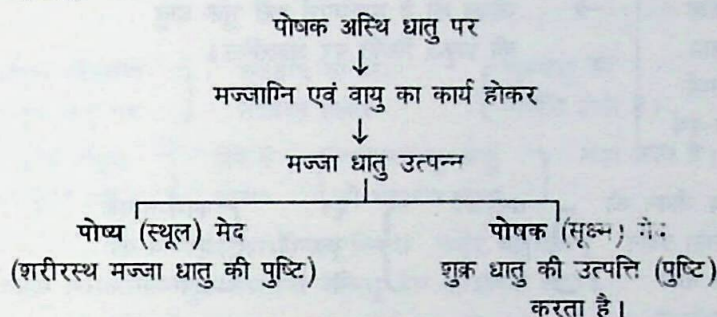 पोषक अस्थि धातु पर
↓
मज्जाग्नि एवं वायु का कार्य होकर
↓
मज्जा धातु उत्पन्न
पोष्य (स्थूल) मेद
(शरीरस्थ मज्जा धातु की पुष्टि)
पोषक (सूक्ष्म)
शुक्र धातु की उत्पत्ति (पुष्टि)
करता है।